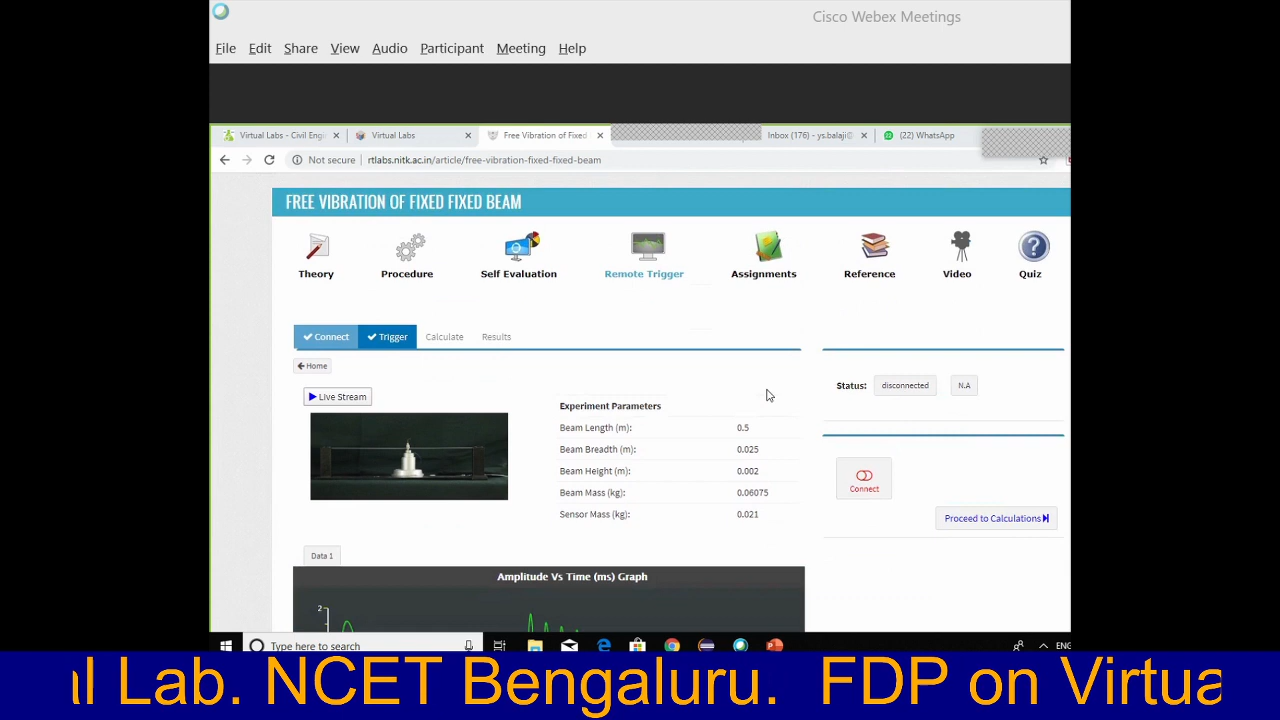 Cisco Webex Meetings
File Edit Share View Audio Participant Meeting Help
Virtual Labs - Civil Engi Virtual Labs Free Vibration of Fixed Inbox (176) - ys.balaji@ (22) WhatsApp
Not secure rtlabs.nitk.ac.in/article/free-vibration-fixed-fixed-beam
FREE VIBRATION OF FIXED FIXED BEAM
Theory Procedure Self Evaluation Remote Trigger Assignments Reference Video Quiz
Connect Trigger Calculate Results
Home
Live Stream
Experiment Parameters
Beam Length (m): 0.5
Beam Breadth (m): 0.025
Beam Height (m): 0.002
Beam Mass (kg): 0.06075
Sensor Mass (kg): 0.021
Status: disconnected N.A
Connect
Proceed to Calculations
Data 1
Amplitude Vs Time (ms) Graph
2
Type here to search
ENG
al Lab. NCET Bengaluru. FDP on Virtua